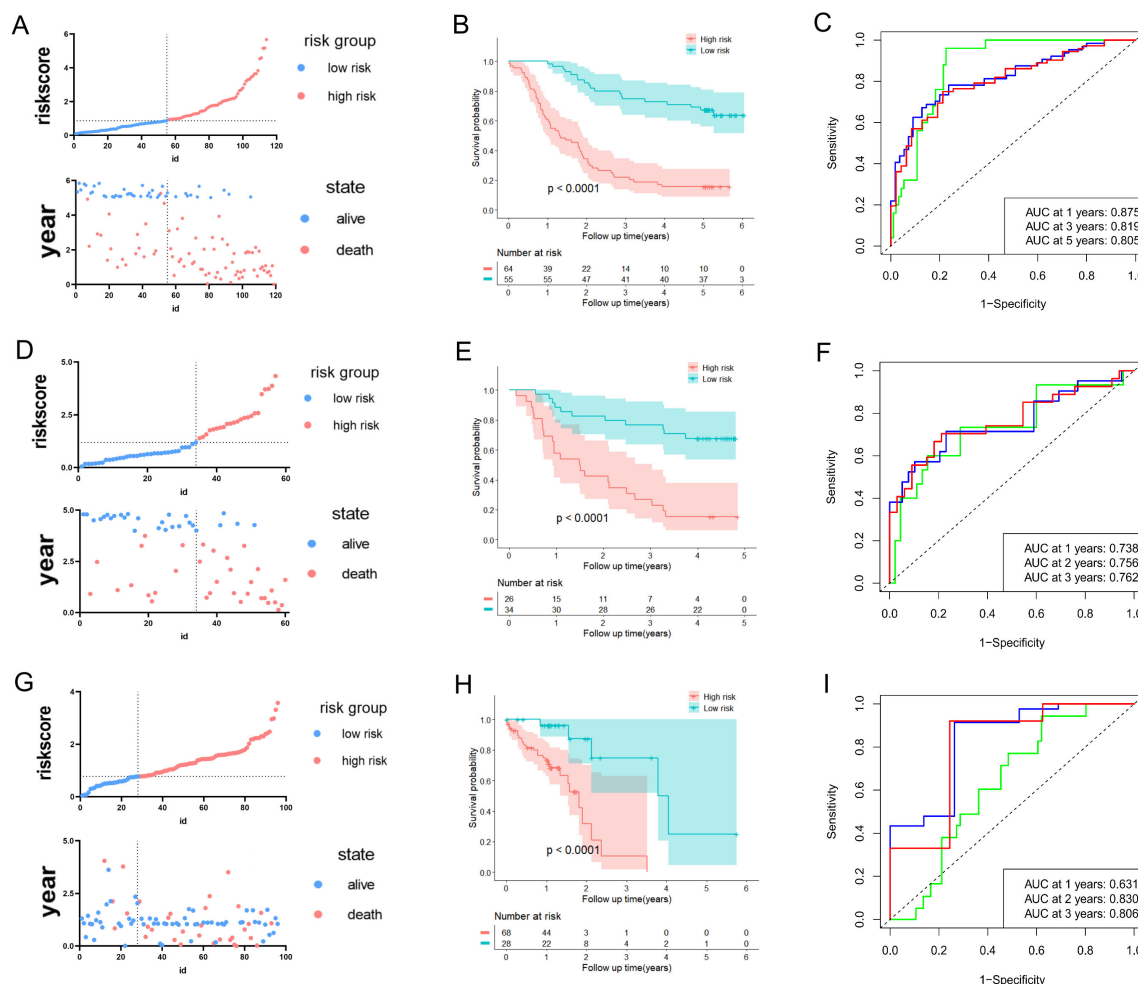 A
riskscore
6
4
2
0
0 20 40 60 80 100 120
id
risk group
low risk
high risk
year
6
4
2
0
0 20 40 60 80 100 120
id
state
alive
death
B
High risk
Low risk
Survival probability
1.0
0.8
0.6
0.4
0.2
0.0
p < 0.0001
0 1 2 3 4 5 6
Follow up time(years)
Number at risk
64 39 22 14 10 10 0
55 55 47 41 40 37 3
0 1 2 3 4 5 6
Follow up time(years)
C
Sensitivity
1.0
0.8
0.6
0.4
0.2
0.0
AUC at 1 years: 0.875
AUC at 3 years: 0.819
AUC at 5 years: 0.805
0.0 0.2 0.4 0.6 0.8 1.0
1-Specificity
D
riskscore
5.0
2.5
0.0
0 20 40 60
id
risk group
low risk
high risk
year
5.0
2.5
0.0
0 20 40 60
id
state
alive
death
E
High risk
Low risk
Survival probability
1.0
0.8
0.6
0.4
0.2
0.0
p < 0.0001
0 1 2 3 4 5
Follow up time(years)
Number at risk
26 15 11 7 4 0
34 30 28 26 22 0
0 1 2 3 4 5
Follow up time(years)
F
Sensitivity
1.0
0.8
0.6
0.4
0.2
0.0
AUC at 1 years: 0.738
AUC at 2 years: 0.756
AUC at 3 years: 0.762
0.0 0.2 0.4 0.6 0.8 1.0
1-Specificity
G
riskscore
4
2
0
0 20 40 60 80 100
id
risk group
low risk
high risk
year
5.0
2.5
0.0
0 20 40 60 80 100
id
state
alive
death
H
High risk
Low risk
Survival probability
1.0
0.8
0.6
0.4
0.2
0.0
p < 0.0001
0 1 2 3 4 5 6
Follow up time(years)
Number at risk
68 44 3 1 0 0 0
28 22 8 4 2 1 0
0 1 2 3 4 5 6
Follow up time(years)
I
Sensitivity
1.0
0.8
0.6
0.4
0.2
0.0
AUC at 1 years: 0.631
AUC at 2 years: 0.830
AUC at 3 years: 0.806
0.0 0.2 0.4 0.6 0.8 1.0
1-Specificity